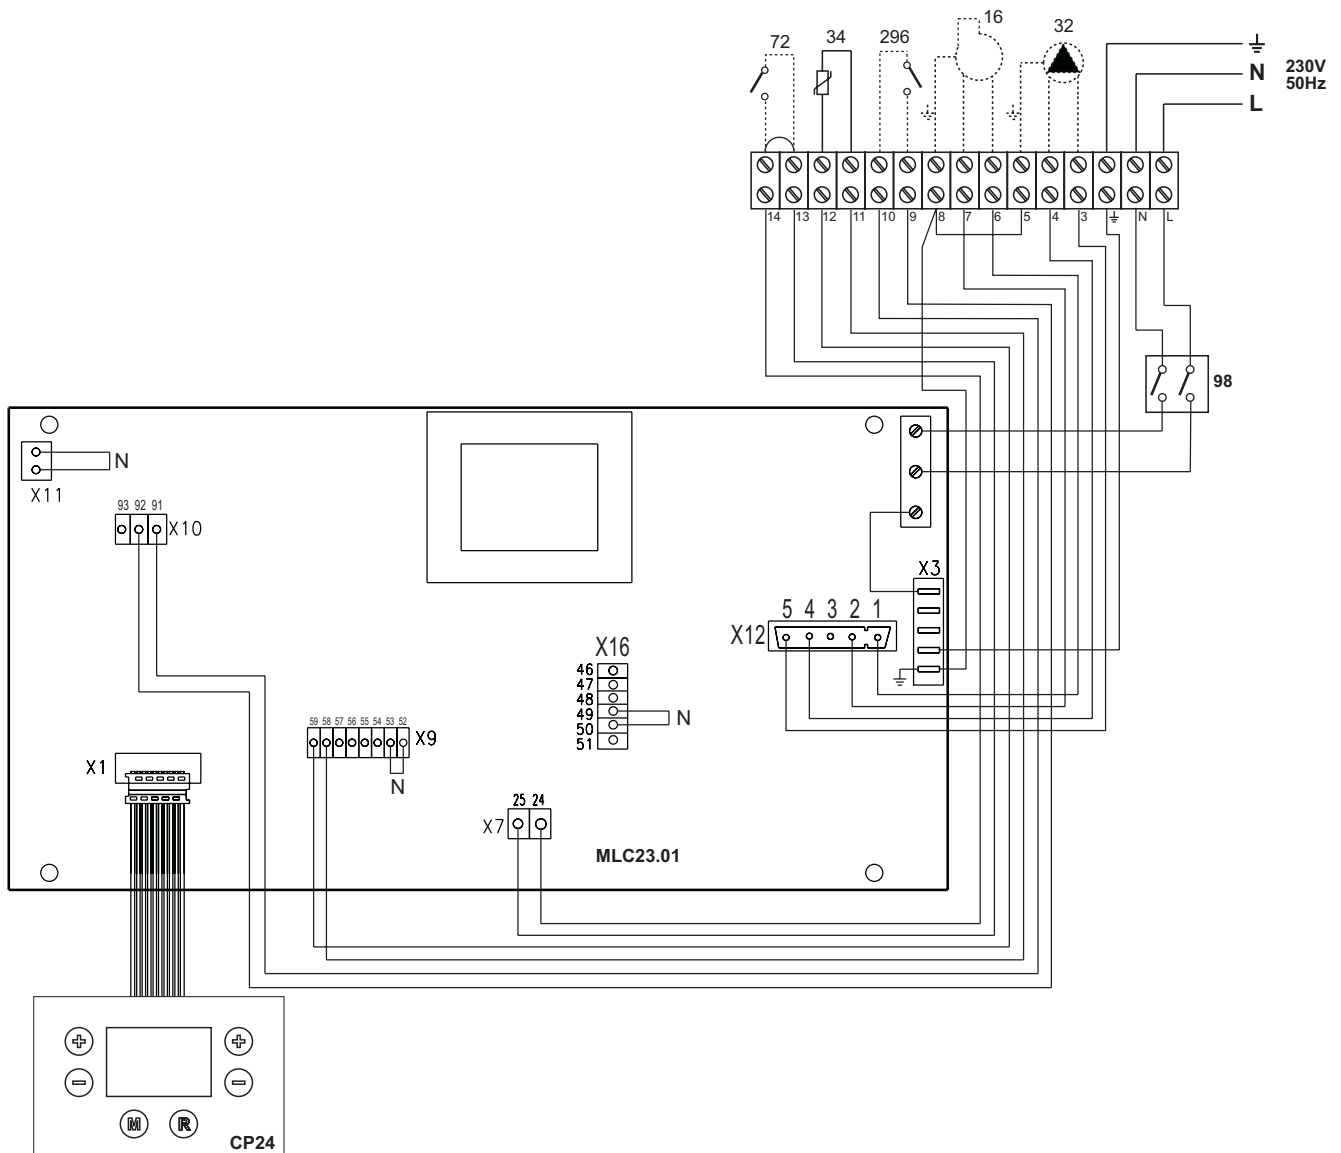 72 34 296 16 32
N 230V
50Hz
L
14 13 12 11 10 9 8 7 6 5 4 3 N L
98
N
X11
93 92 91
X10
X3
5 4 3 2 1
X12
X16
46
47
48
49
50
51
N
59 58 57 56 55 54 53 52
X9
N
X1
25 24
X7
MLC23.01
M R
CP24